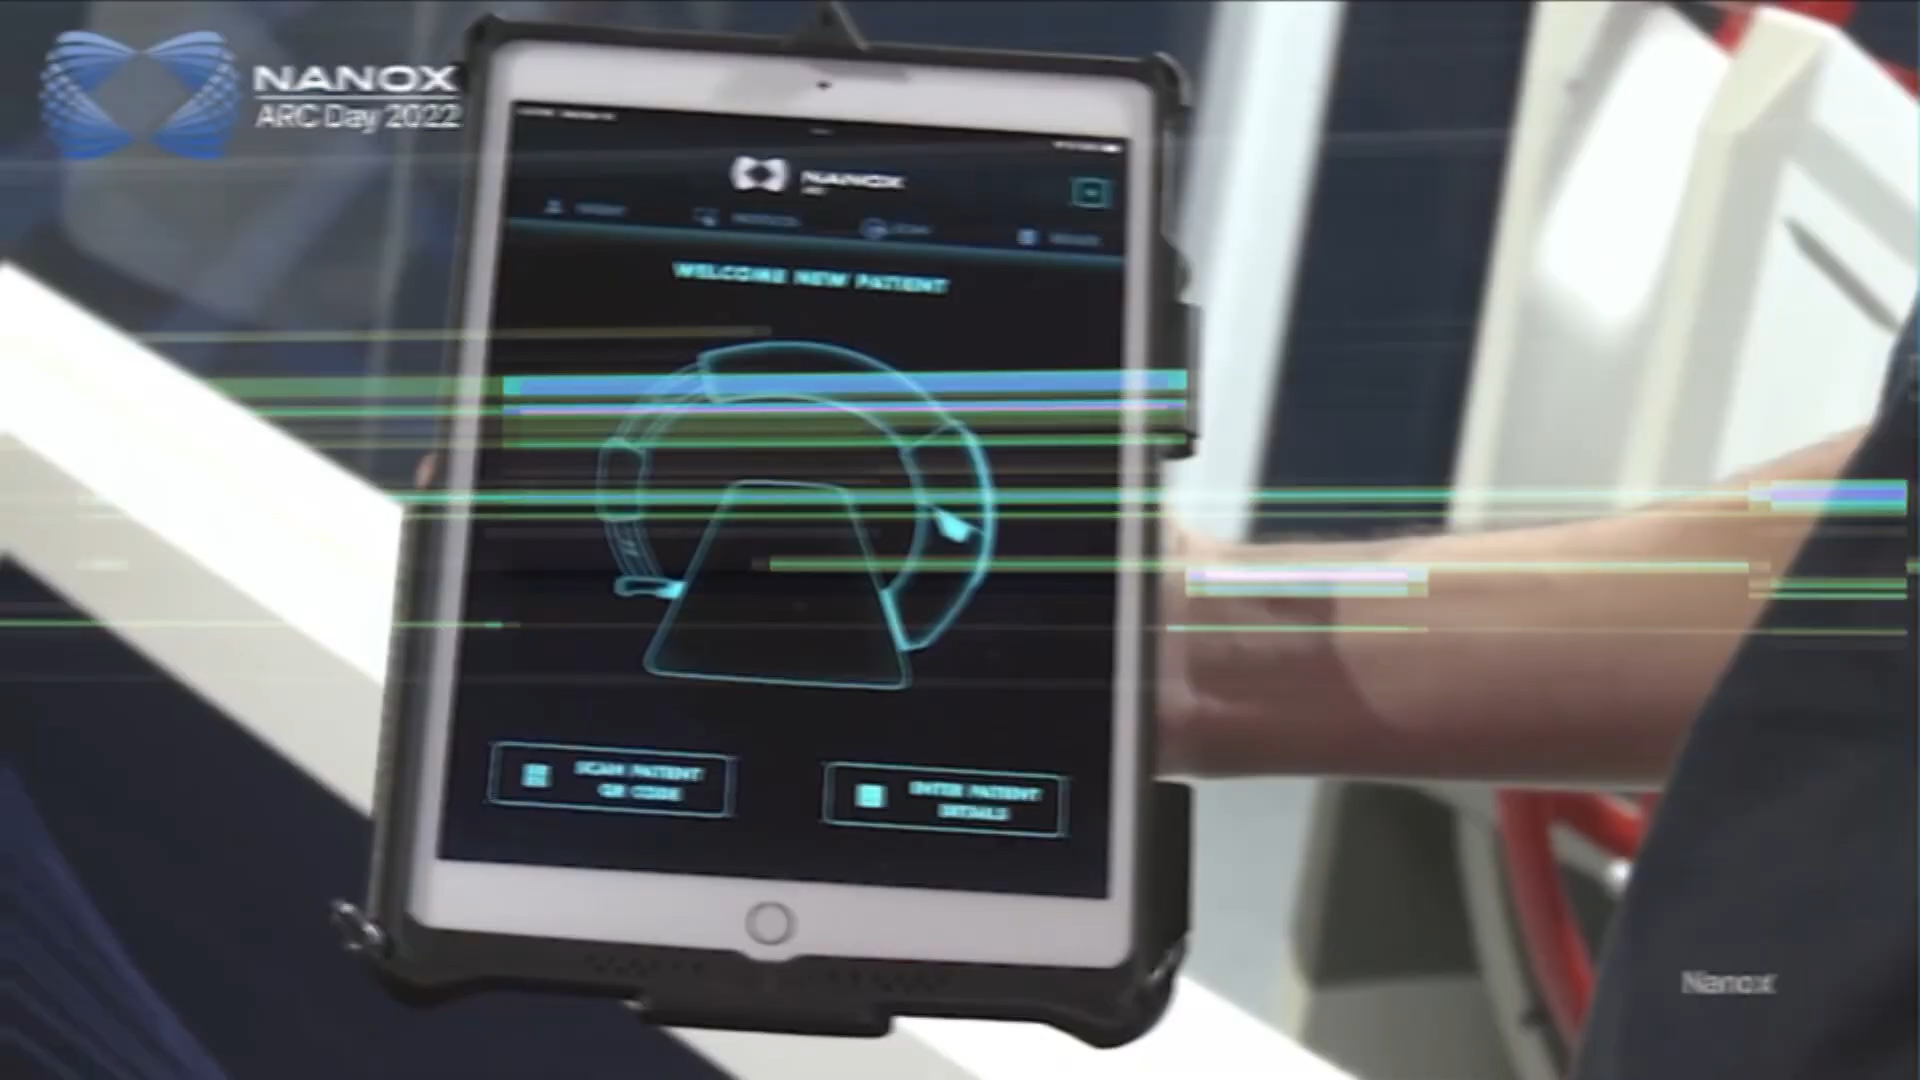 NANOX
ARC Day 2022
NANOX
WELCOME NEW PATIENT
SCAN PATIENT
QR CODE
ENTER PATIENT
DETAILS
Nanox